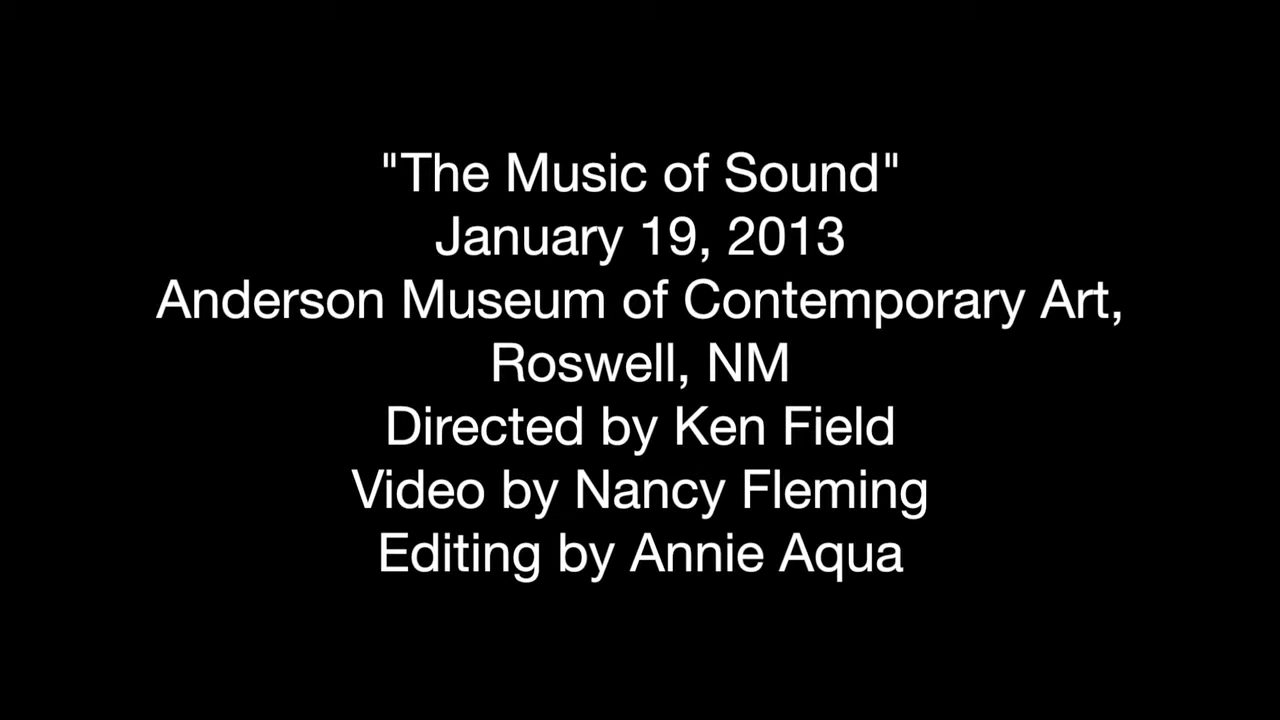 "The Music of Sound"
January 19, 2013
Anderson Museum of Contemporary Art,
Roswell, NM
Directed by Ken Field
Video by Nancy Fleming
Editing by Annie Aqua